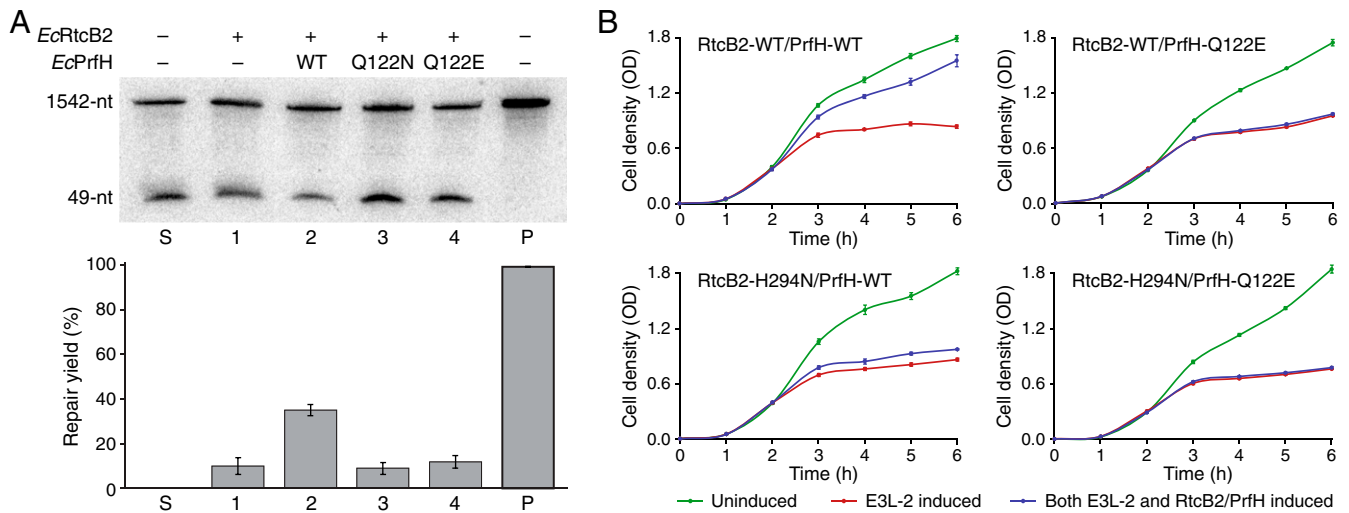 A
EcRtcB2 – + + + + –
EcPrfH – – WT Q122N Q122E –
1542-nt
49-nt
S 1 2 3 4 P
Repair yield (%)
100
80
60
40
20
0
S 1 2 3 4 P
B
RtcB2-WT/PrfH-WT
Cell density (OD)
1.8
1.2
0.6
0.0
0 1 2 3 4 5 6
Time (h)
RtcB2-WT/PrfH-Q122E
Cell density (OD)
1.8
1.2
0.6
0.0
0 1 2 3 4 5 6
Time (h)
RtcB2-H294N/PrfH-WT
Cell density (OD)
1.8
1.2
0.6
0.0
0 1 2 3 4 5 6
Time (h)
RtcB2-H294N/PrfH-Q122E
Cell density (OD)
1.8
1.2
0.6
0.0
0 1 2 3 4 5 6
Time (h)
Uninduced E3L-2 induced Both E3L-2 and RtcB2/PrfH induced